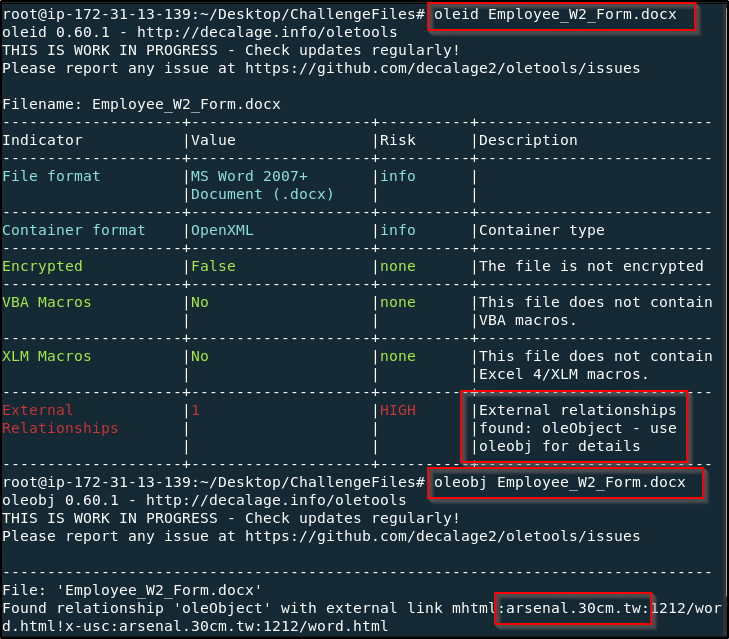 root@ip-172-31-13-139:~/Desktop/ChallengeFiles# oleid Employee_W2_Form.docx
oleid 0.60.1 - http://decalage.info/oletools
THIS IS WORK IN PROGRESS - Check updates regularly!
Please report any issue at https://github.com/decalage2/oletools/issues

Filename: Employee_W2_Form.docx
--------------------+--------------------+----------+--------------------------
Indicator           |Value               |Risk      |Description
--------------------+--------------------+----------+--------------------------
File format         |MS Word 2007+       |info      |
                    |Document (.docx)    |          |
--------------------+--------------------+----------+--------------------------
Container format    |OpenXML             |info      |Container type
--------------------+--------------------+----------+--------------------------
Encrypted           |False               |none      |The file is not encrypted
--------------------+--------------------+----------+--------------------------
VBA Macros          |No                  |none      |This file does not contain
                    |                    |          |VBA macros.
--------------------+--------------------+----------+--------------------------
XLM Macros          |No                  |none      |This file does not contain
                    |                    |          |Excel 4/XLM macros.
--------------------+--------------------+----------+--------------------------
External            |1                   |HIGH      |External relationships
Relationships       |                    |          |found: oleObject - use
                    |                    |          |oleobj for details
--------------------+--------------------+----------+--------------------------
root@ip-172-31-13-139:~/Desktop/ChallengeFiles# oleobj Employee_W2_Form.docx
oleobj 0.60.1 - http://decalage.info/oletools
THIS IS WORK IN PROGRESS - Check updates regularly!
Please report any issue at https://github.com/decalage2/oletools/issues

-------------------------------------------------------------------------------
File: 'Employee_W2_Form.docx'
Found relationship 'oleObject' with external link mhtml:arsenal.30cm.tw:1212/wor
d.html!x-usc:arsenal.30cm.tw:1212/word.html